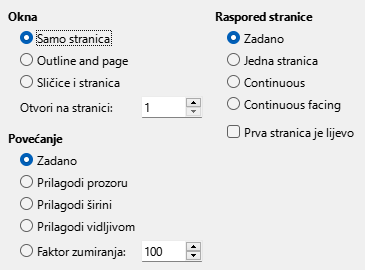 Okna
Samo stranica
Outline and page
Sličice i stranica
Otvori na stranici: 1
Povećanje
Zadano
Prilagodi prozoru
Prilagodi širini
Prilagodi vidljivom
Faktor zumiranja: 100
Raspored stranice
Zadano
Jedna stranica
Continuous
Continuous facing
Prva stranica je lijevo